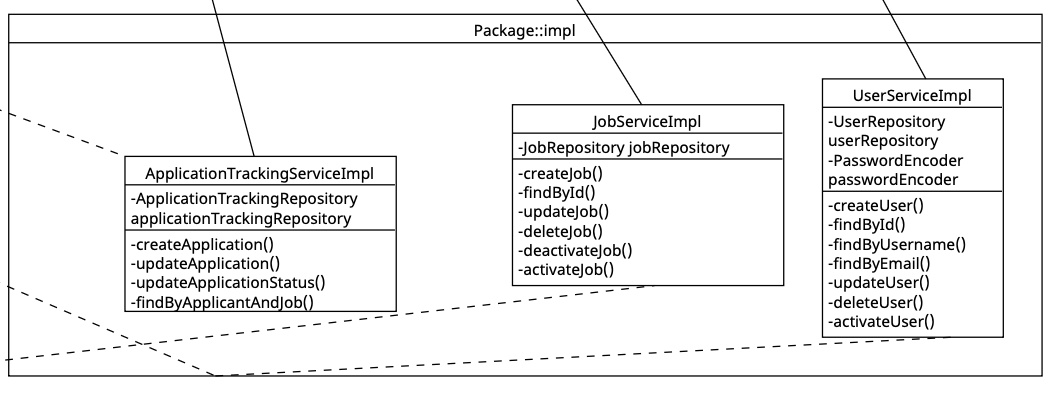 Package::impl
ApplicationTrackingServiceImpl
-ApplicationTrackingRepository
applicationTrackingRepository
-createApplication()
-updateApplication()
-updateApplicationStatus()
-findByApplicantAndJob()
JobServiceImpl
-JobRepository jobRepository
-createJob()
-findById()
-updateJob()
-deleteJob()
-deactivateJob()
-activateJob()
UserServiceImpl
-UserRepository
userRepository
-PasswordEncoder
passwordEncoder
-createUser()
-findById()
-findByUsername()
-findByEmail()
-updateUser()
-deleteUser()
-activateUser()